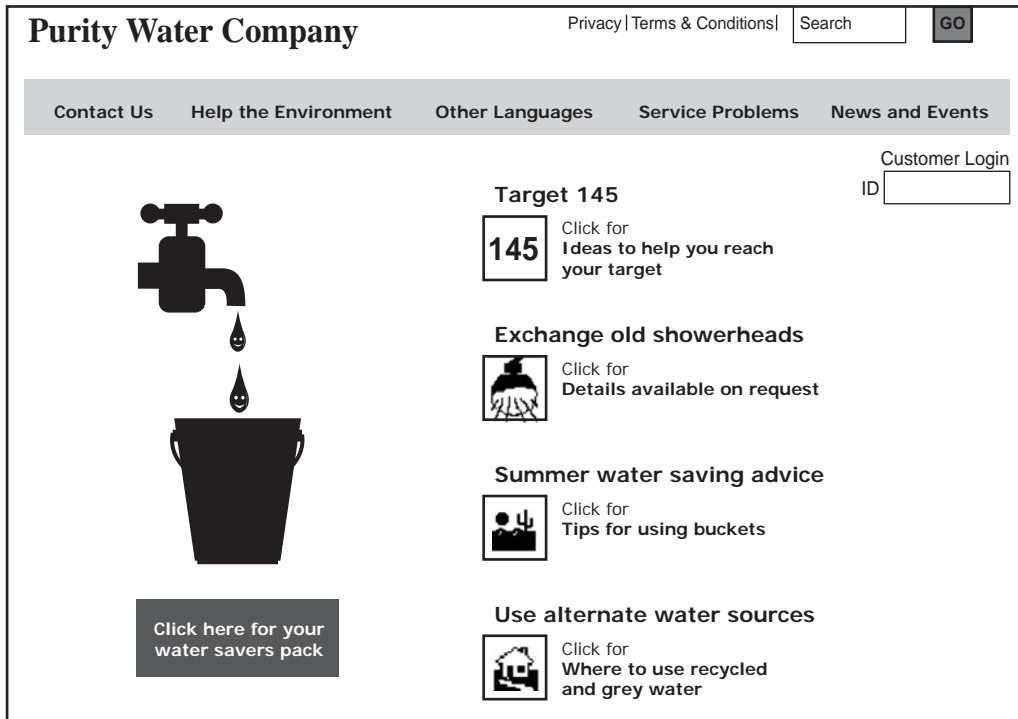 Purity Water Company
Privacy | Terms & Conditions|
Search
GO
Contact Us
Help the Environment
Other Languages
Service Problems
News and Events
Customer Login
ID
Target 145
145
Click for
Ideas to help you reach
your target
Exchange old showerheads
Click for
Details available on request
Summer water saving advice
Click for
Tips for using buckets
Click here for your
water savers pack
Use alternate water sources
Click for
Where to use recycled
and grey water